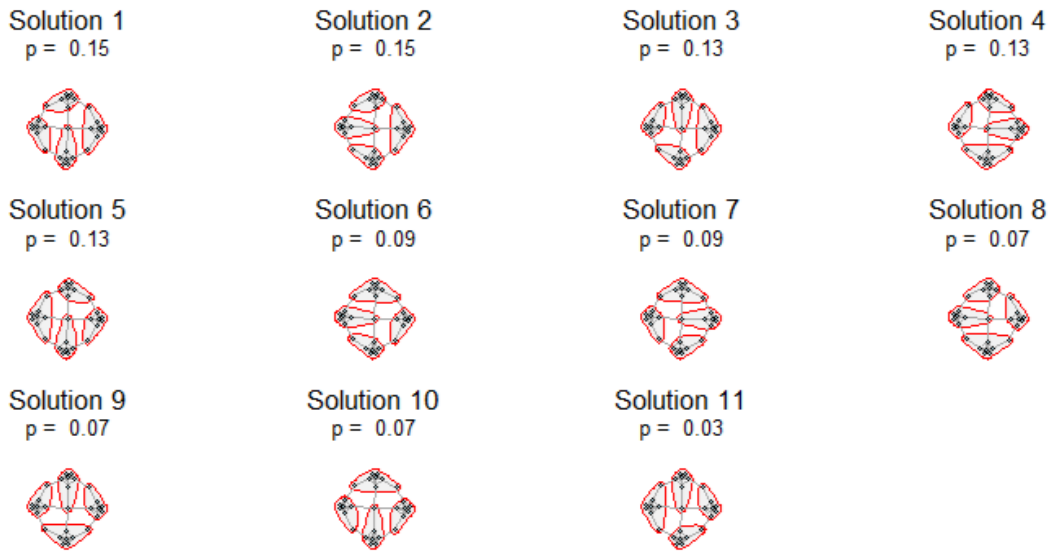 Solution 1
p = 0.15
Solution 2
p = 0.15
Solution 3
p = 0.13
Solution 4
p = 0.13
Solution 5
p = 0.13
Solution 6
p = 0.09
Solution 7
p = 0.09
Solution 8
p = 0.07
Solution 9
p = 0.07
Solution 10
p = 0.07
Solution 11
p = 0.03